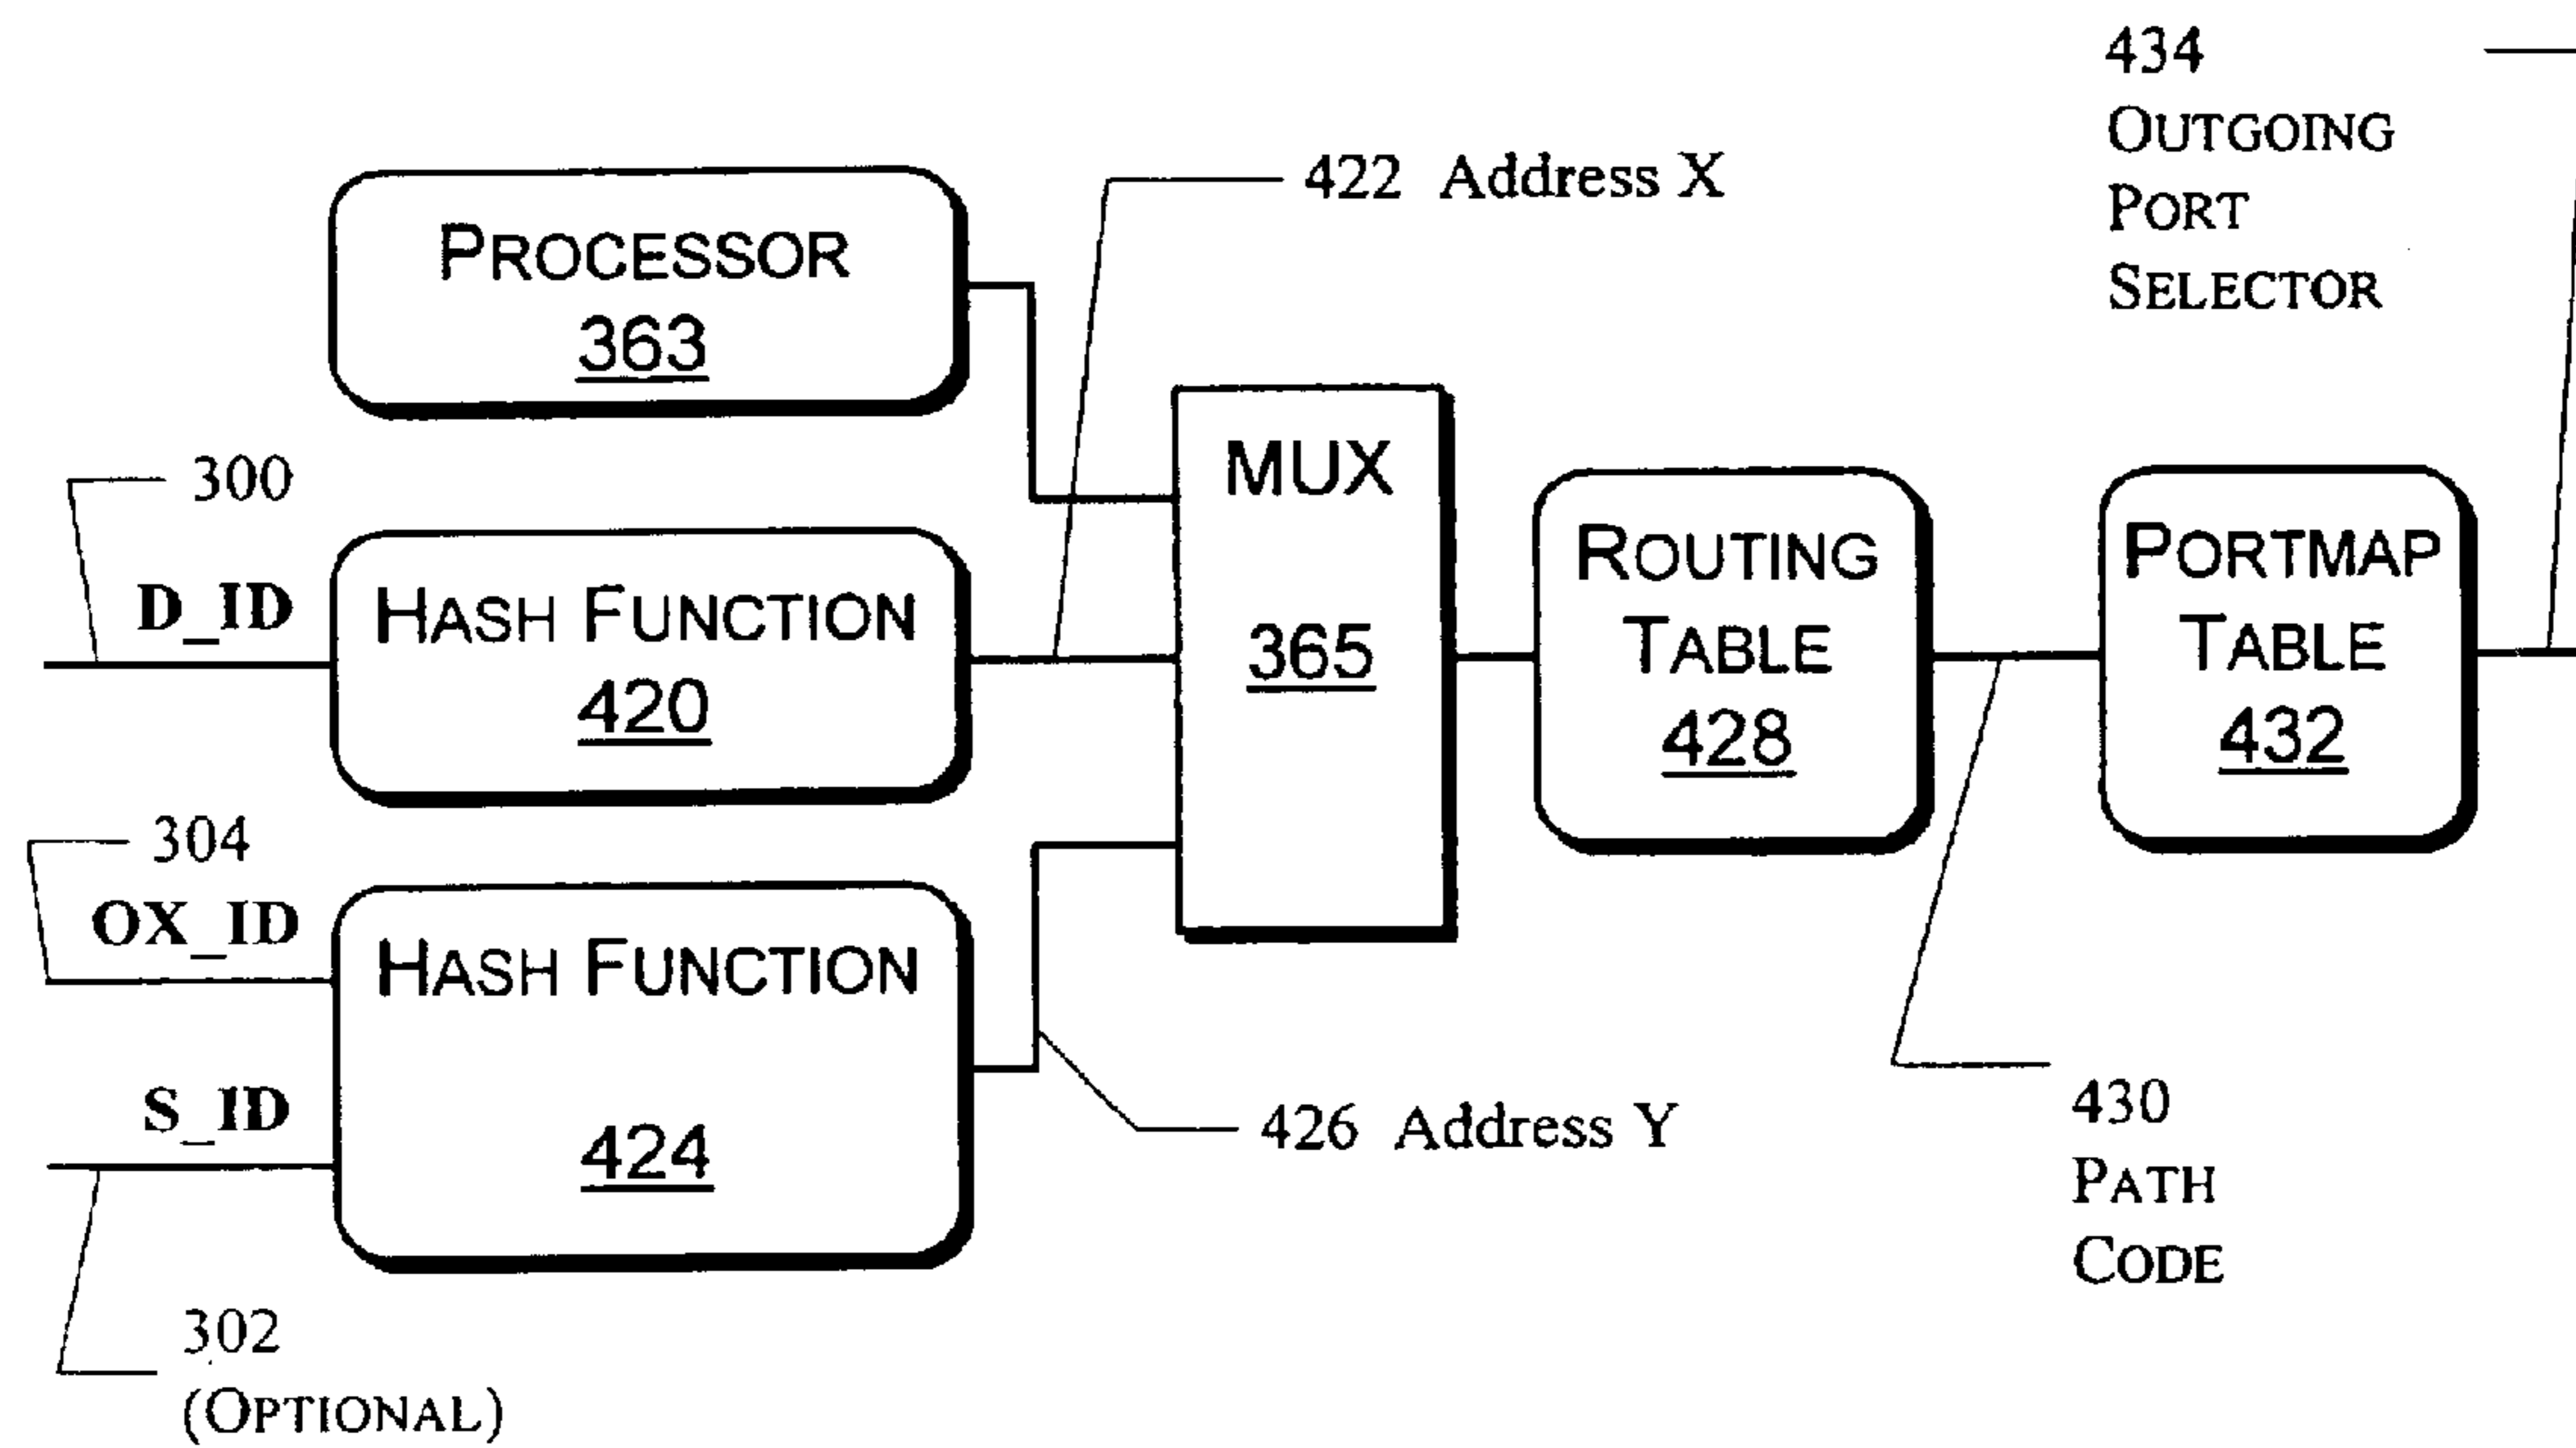 434
OUTGOING
PORT
SELECTOR
422 Address X
PROCESSOR
363
300
D_ID
HASH FUNCTION
420
MUX
365
ROUTING
TABLE
428
PORTMAP
TABLE
432
304
OX_ID
HASH FUNCTION
424
S_ID
302
(OPTIONAL)
426 Address Y
430
PATH
CODE